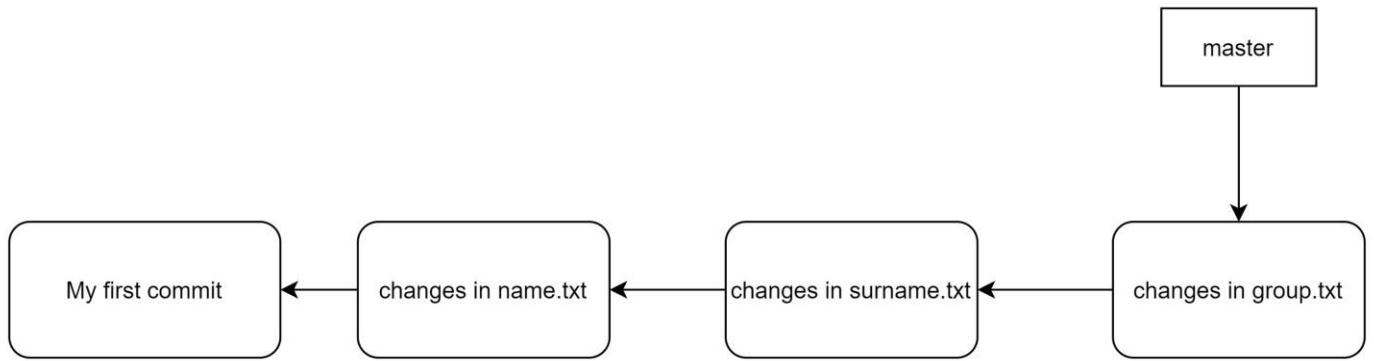 master
My first commit
changes in name.txt
changes in surname.txt
changes in group.txt